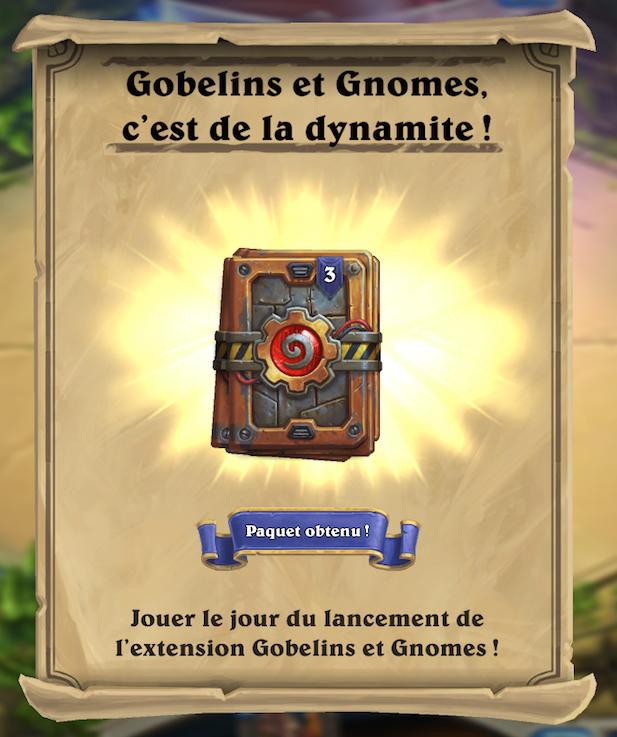 Gobelins et Gnomes,
c'est de la dynamite !
3
Paquet obtenu !
Jouer le jour du lancement de
l'extension Gobelins et Gnomes !